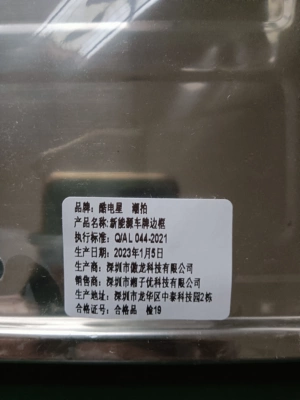 品牌：酷电星 潮拍
产品名称:新能源车牌边框
执行标准：Q/AL 044-2021
生产日期：2023年1月5日
生产商：深圳市傲龙科技有限公司
销售商：深圳市帽子优科技有限公司
生产地址：深圳市龙华区中泰科技园2栋
合格证号：合格品 检19